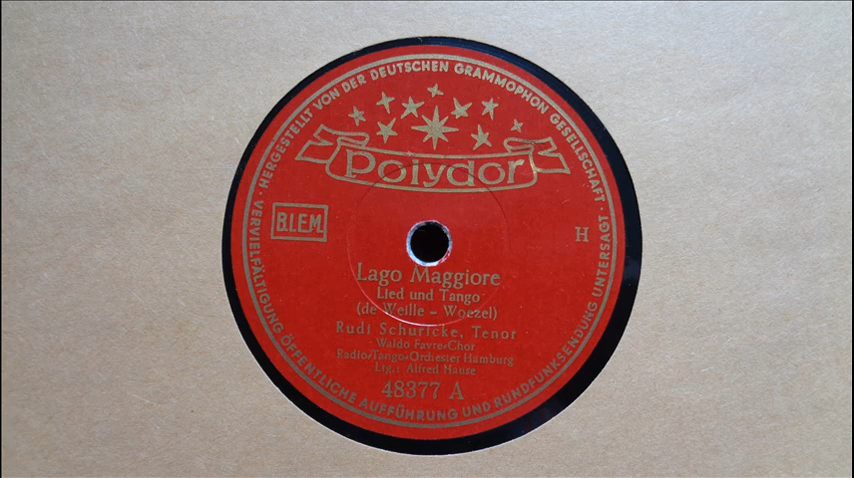 HERGESTELLT VON DER DEUTSCHEN GRAMMOPHON GESELLSCHAFT · VERVIELFÄLTIGUNG ÖFFENTLICHE AUFFÜHRUNG UND RUNDFUNKSENDUNG UNTERSAGT ·
Polydor
B.I.E.M.
H
Lago Maggiore
Lied und Tango
(de Weille - Woezel)
Rudi Schuricke, Tenor
Waldo Favre-Chor
Radio-Tango-Orchester Hamburg
Ltg.: Alfred Hause
48377 A